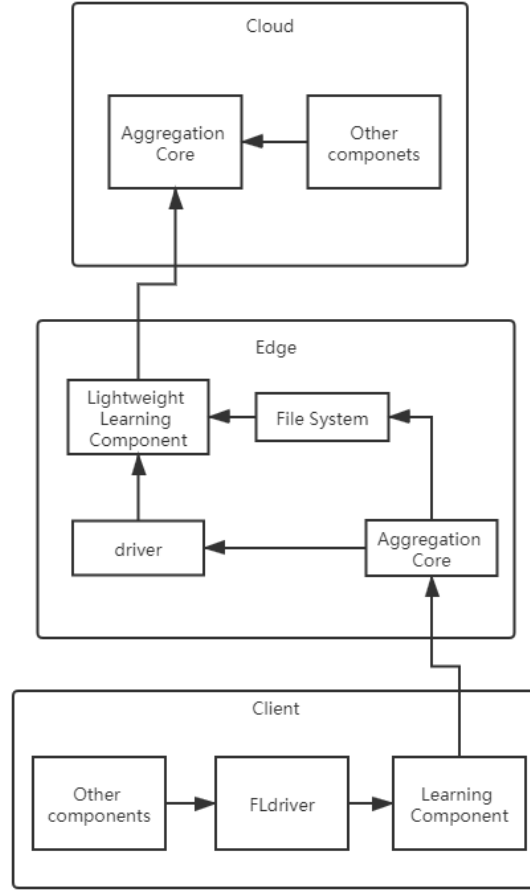 Cloud
Aggregation
Core
Other
componets
Edge
Lightweight
Learning
Component
File System
driver
Aggregation
Core
Client
Other
components
FLdriver
Learning
Component